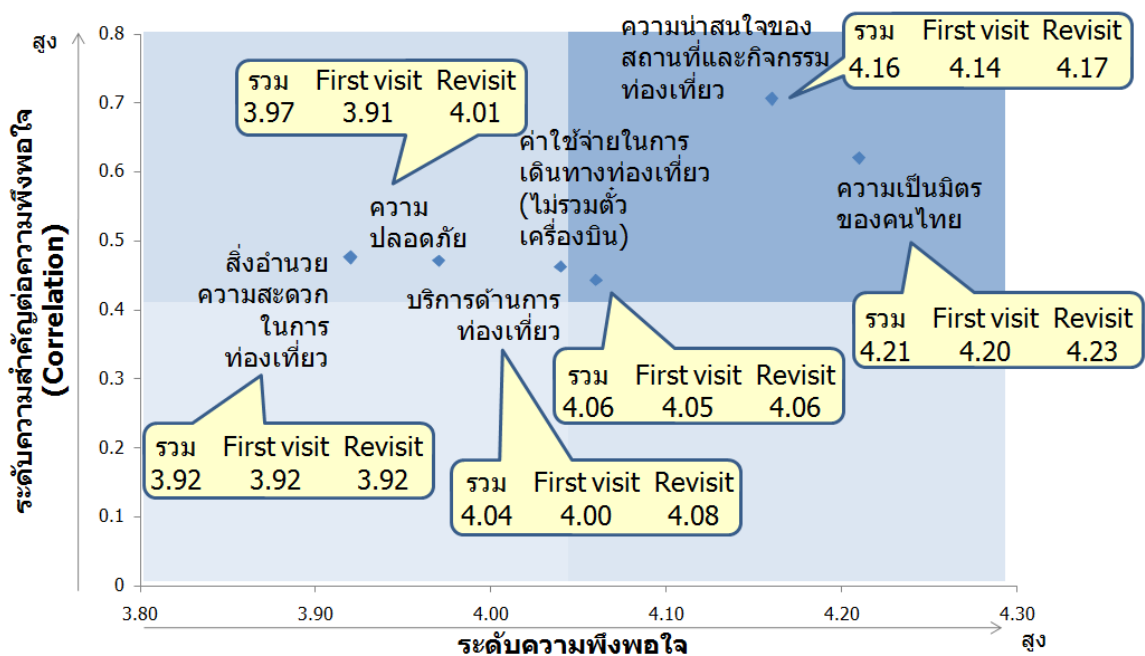 ระดับความสำคัญต่อความพึงพอใจ
(Correlation)
สูง
0.8
0.7
0.6
0.5
0.4
0.3
0.2
0.1
0
ความน่าสนใจของ
สถานที่และกิจกรรม
ท่องเที่ยว
รวม First visit Revisit
4.16 4.14 4.17
รวม First visit Revisit
3.97 3.91 4.01
ความ
ปลอดภัย
ค่าใช้จ่ายในการ
เดินทางท่องเที่ยว
(ไม่รวมตั๋ว
เครื่องบิน)
ความเป็นมิตร
ของคนไทย
สิ่งอำนวย
ความสะดวก
ในการ
ท่องเที่ยว
บริการด้านการ
ท่องเที่ยว
รวม First visit Revisit
4.21 4.20 4.23
รวม First visit Revisit
4.06 4.05 4.06
รวม First visit Revisit
3.92 3.92 3.92
รวม First visit Revisit
4.04 4.00 4.08
3.80 3.90 4.00 4.10 4.20 4.30
ระดับความพึงพอใจ
สูง